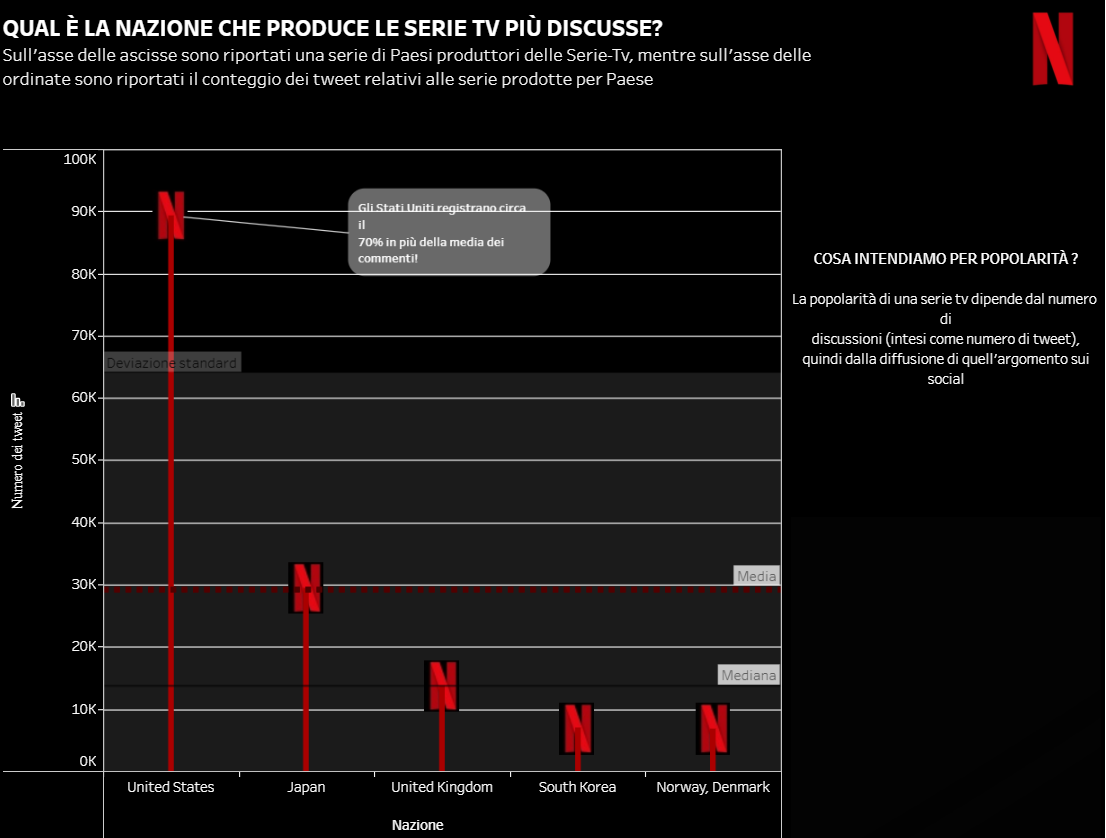 QUAL È LA NAZIONE CHE PRODUCE LE SERIE TV PIÙ DISCUSSE?
Sull'asse delle ascisse sono riportati una serie di Paesi produttori delle Serie-Tv, mentre sull'asse delle
ordinate sono riportati il conteggio dei tweet relativi alle serie prodotte per Paese
100K
90K
80K
70K
60K
50K
40K
30K
20K
10K
0K
Numero dei tweet
Gli Stati Uniti registrano circa
il
70% in più della media dei
commenti!
Deviazione standard
Media
Mediana
United States
Japan
United Kingdom
South Korea
Norway, Denmark
Nazione
COSA INTENDIAMO PER POPOLARITÀ ?
La popolarità di una serie tv dipende dal numero
di
discussioni (intesi come numero di tweet),
quindi dalla diffusione di quell'argomento sui
social